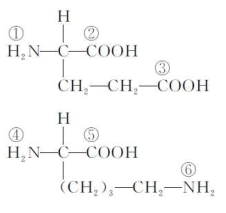 H
① ②
H₂N—C—COOH
③
CH₂—CH₂—COOH
H
④ ⑤
H₂N—C—COOH
⑥
(CH₂)₃—CH₂—NH₂